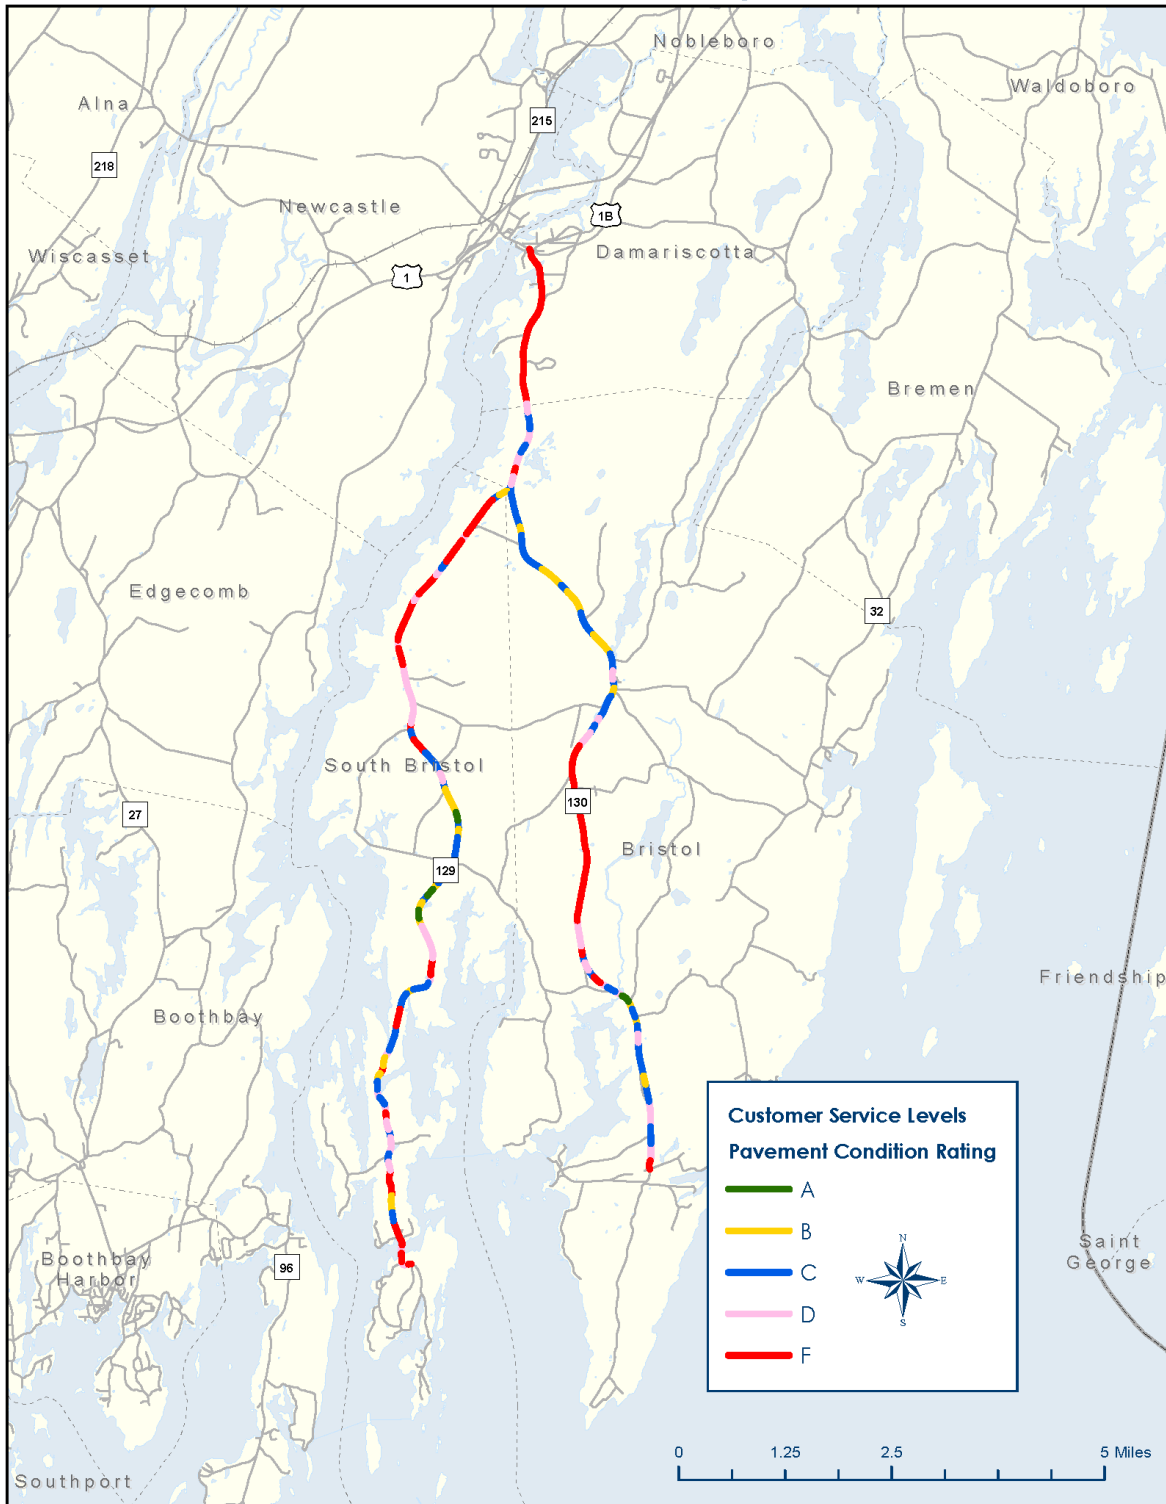 Nobleboro
Waldoboro
Alna
215
218
Newcastle
1B
Wiscasset
Damariscotta
1
Bremen
Edgecomb
32
South Bristol
130
27
Bristol
129
Friendship
Boothbay
Customer Service Levels
Pavement Condition Rating
A
B
C
D
F
N
W
E
S
Saint
George
Boothbay
Harbor
96
0
1.25
2.5
5 Miles
Southport